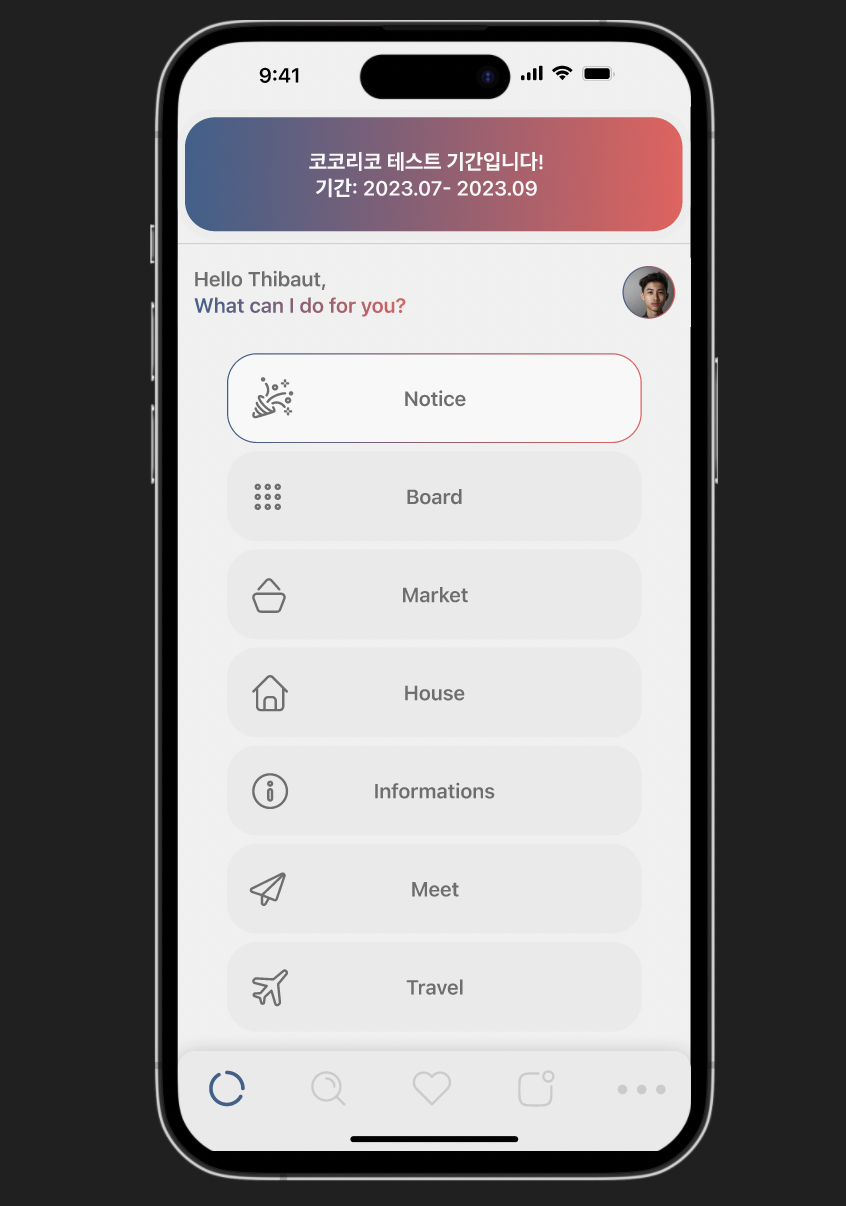 9:41
코코리코 테스트 기간입니다!
기간: 2023.07- 2023.09
Hello Thibaut,
What can I do for you?
Notice
Board
Market
House
Informations
Meet
Travel